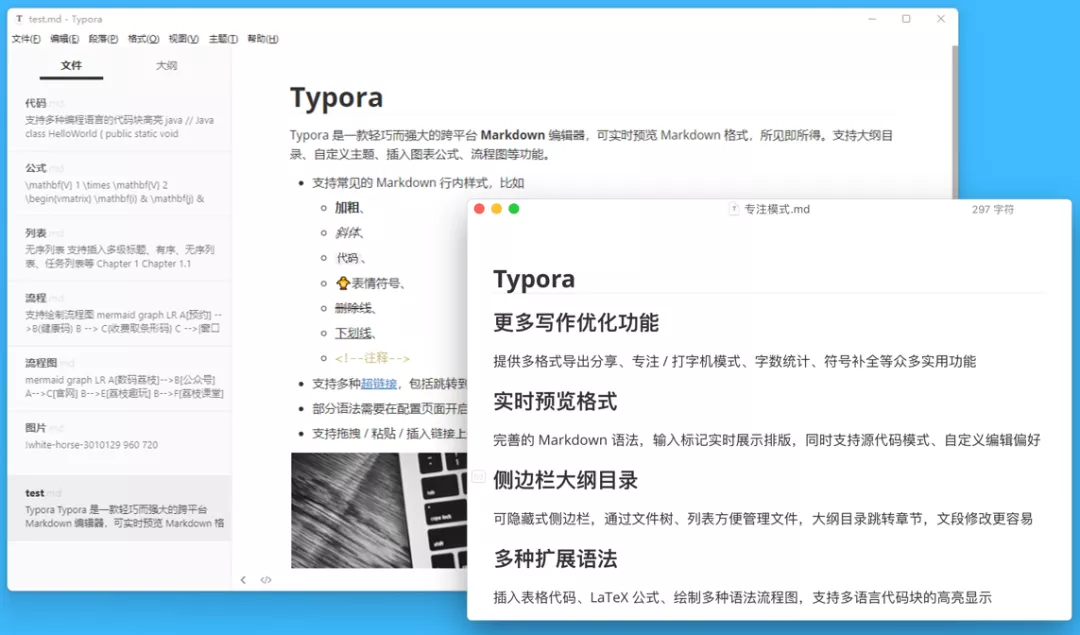 test.md - Typora
文件(F) 编辑(E) 段落(P) 格式(O) 视图(V) 主题(T) 帮助(H)
文件 大纲
代码.md
支持多种编程语言的代码块高亮 java // Java
class HelloWorld { public static void
公式.md
\mathbf{V} 1 \times \mathbf{V} 2
\begin{vmatrix} \mathbf{i} & \mathbf{j} &
列表.md
无序列表 支持插入多级标题、有序、无序列
表、任务列表等 Chapter 1 Chapter 1.1
流程.md
支持绘制流程图 mermaid graph LR A[预约] --
>B(健康码) B --> C(收费取条形码) C -->[窗口
流程图.md
mermaid graph LR A[数码荔枝]-->B[公众号]
A-->C[官网] B-->E[荔枝趣玩] B-->F[荔枝课堂]
图片.md
!white-horse-3010129 960 720
test.md
Typora Typora 是一款轻巧而强大的跨平台
Markdown 编辑器，可实时预览 Markdown 格
Typora
Typora 是一款轻巧而强大的跨平台 Markdown 编辑器，可实时预览 Markdown 格式，所见即所得。支持大纲目
录、自定义主题、插入图表公式、流程图等功能。
支持常见的 Markdown 行内样式，比如
加粗、
斜体、
代码、
表情符号、
删除线、
下划线、
<!--注释-->
支持多种超链接，包括跳转到
部分语法需要在配置页面开启
支持拖拽 / 粘贴 / 插入链接上
caps lock
shift
专注模式.md
297 字符
Typora
更多写作优化功能
提供多格式导出分享、专注 / 打字机模式、字数统计、符号补全等众多实用功能
实时预览格式
完善的 Markdown 语法，输入标记实时展示排版，同时支持源代码模式、自定义编辑偏好
H3
侧边栏大纲目录
可隐藏式侧边栏，通过文件树、列表方便管理文件，大纲目录跳转章节，文段修改更容易
多种扩展语法
插入表格代码、LaTeX 公式、绘制多种语法流程图，支持多语言代码块的高亮显示